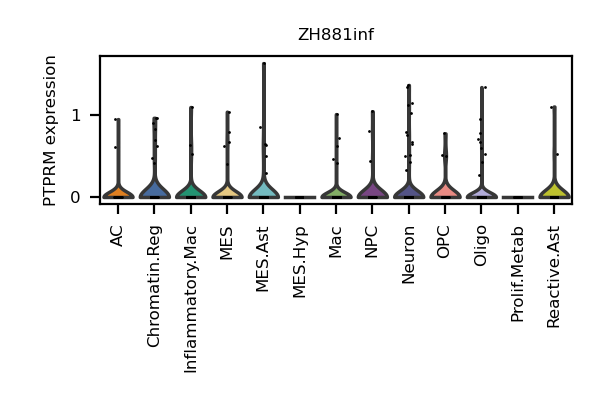 ZH881inf
PTPRM expression
1
0
AC
Chromatin.Reg
Inflammatory.Mac
MES
MES.Ast
MES.Hyp
Mac
NPC
Neuron
OPC
Oligo
Prolif.Metab
Reactive.Ast